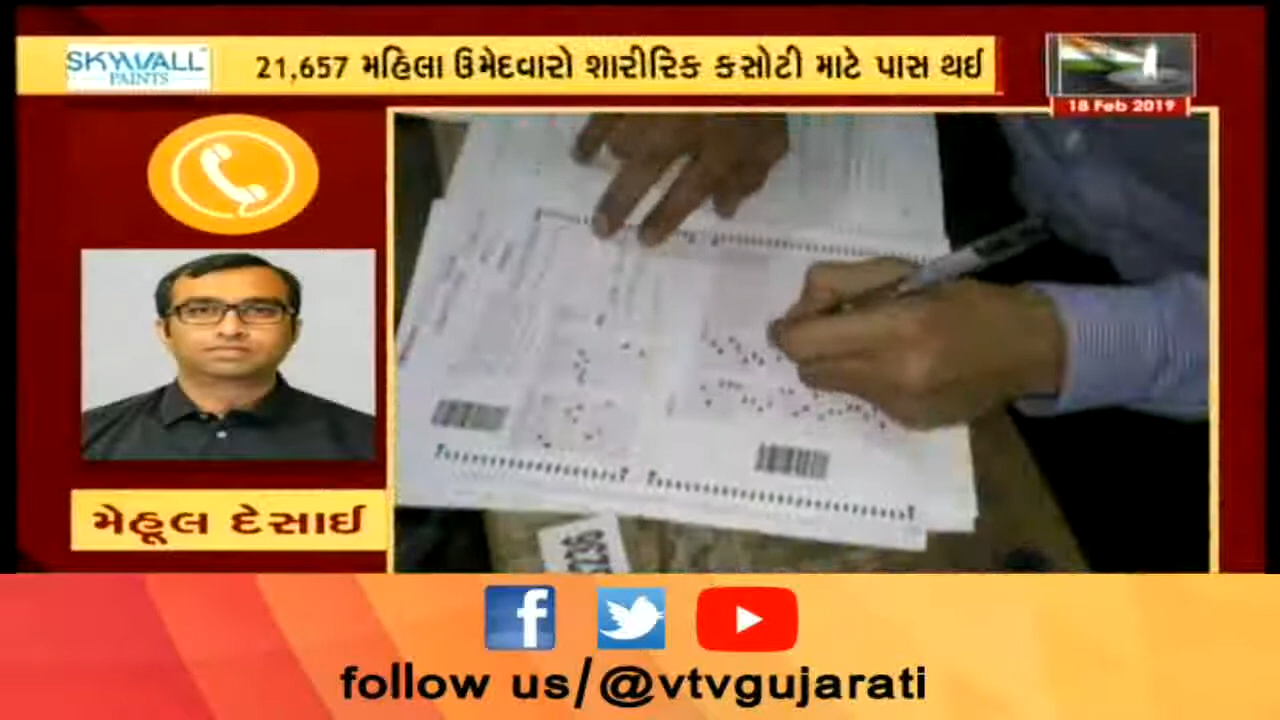 SKYWALL
PAINTS
21,657 મહિલા ઉમેદવારો શારીરિક કસોટી માટે પાસ થઈ
18 Feb 2019
મેહૂલ દેસાઈ
follow us/@vtvgujarati